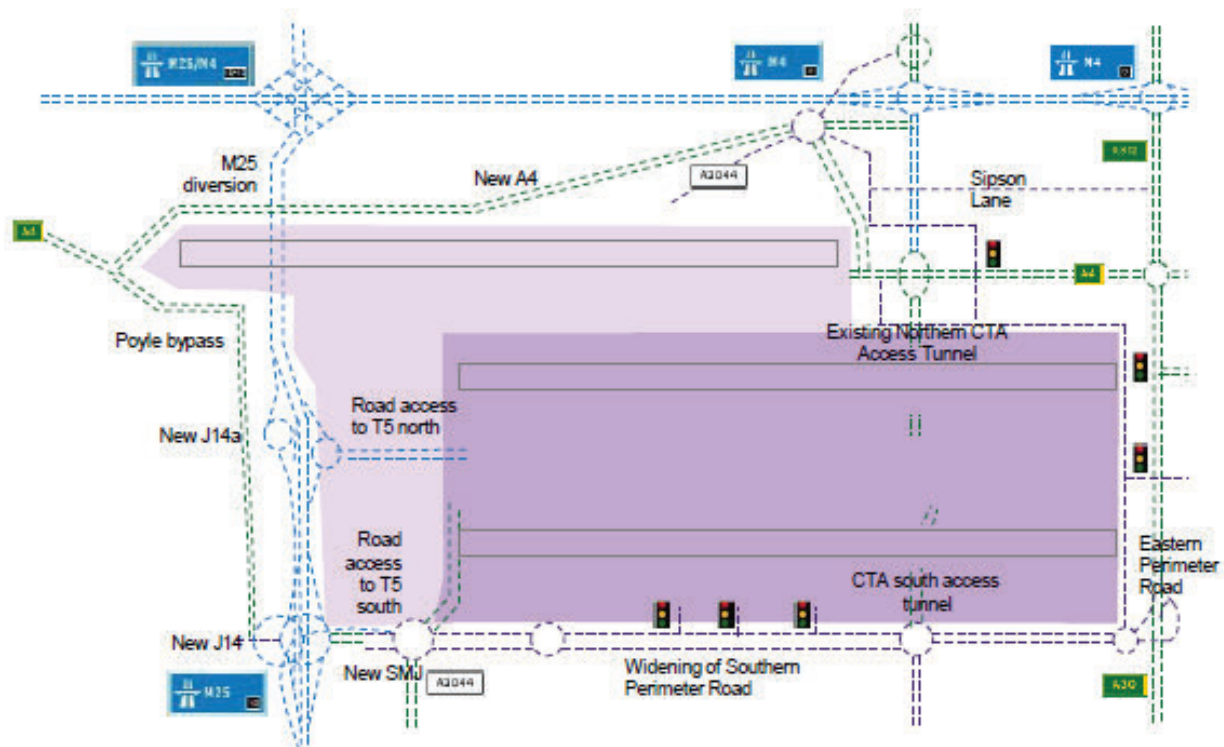 M25/M4
M4
M4
M25
diversion
New A4
A3044
Sipson
Lane
A4
A4
Poyle bypass
Existing Northern CTA
Access Tunnel
Road access
to T5 north
New J14a
Road
access
to T5
south
CTA south access
tunnel
Eastern
Perimeter
Road
New J14
New SMJ
A3044
Widening of Southern
Perimeter Road
M25
A30